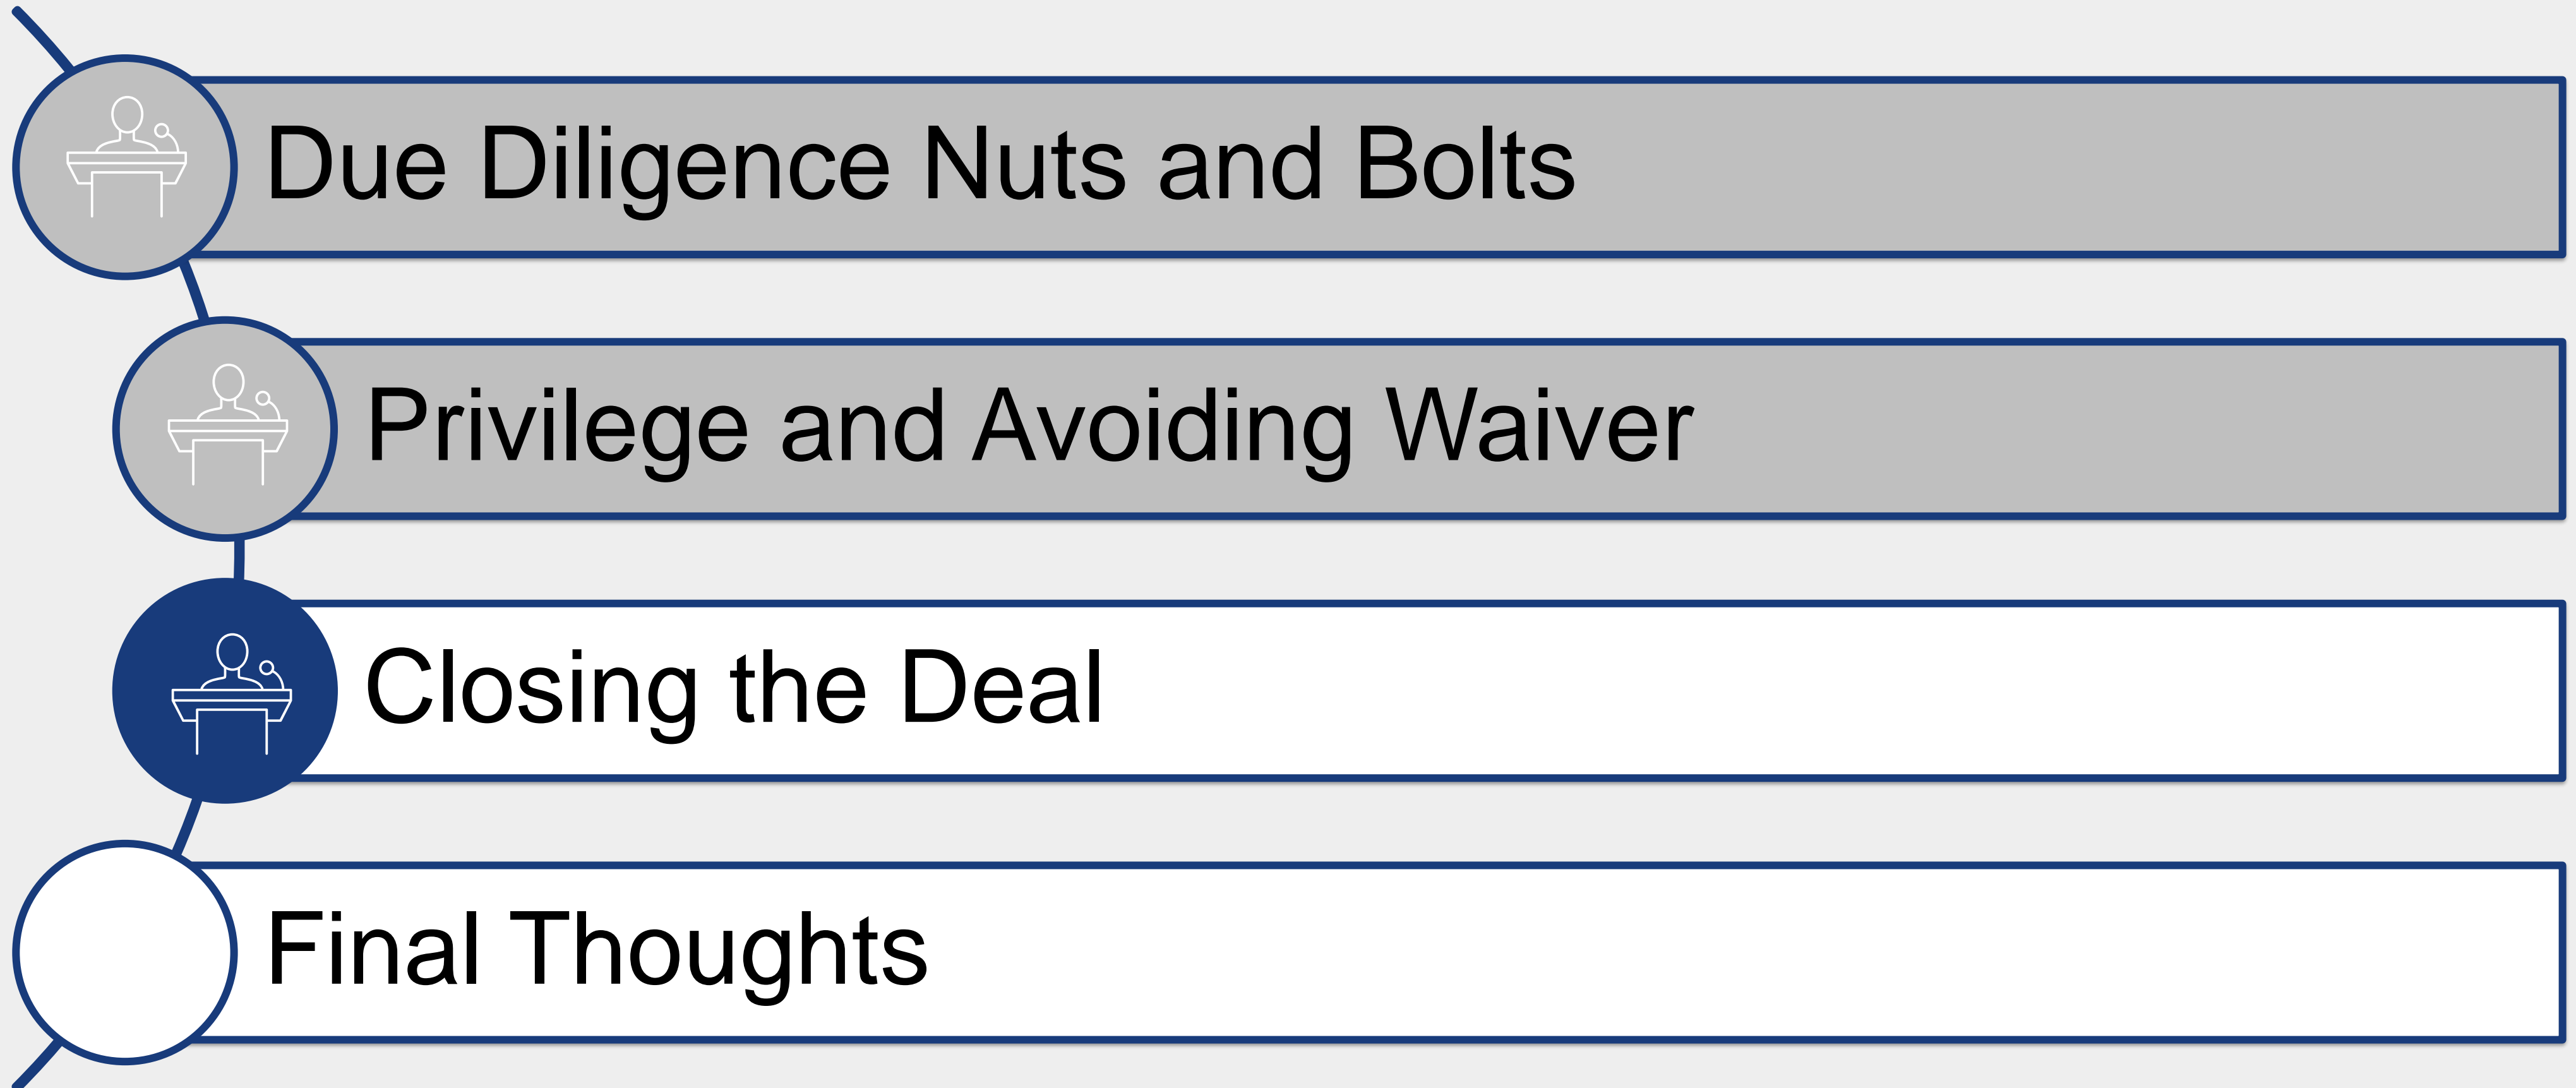 Due Diligence Nuts and Bolts
Privilege and Avoiding Waiver
Closing the Deal
Final Thoughts